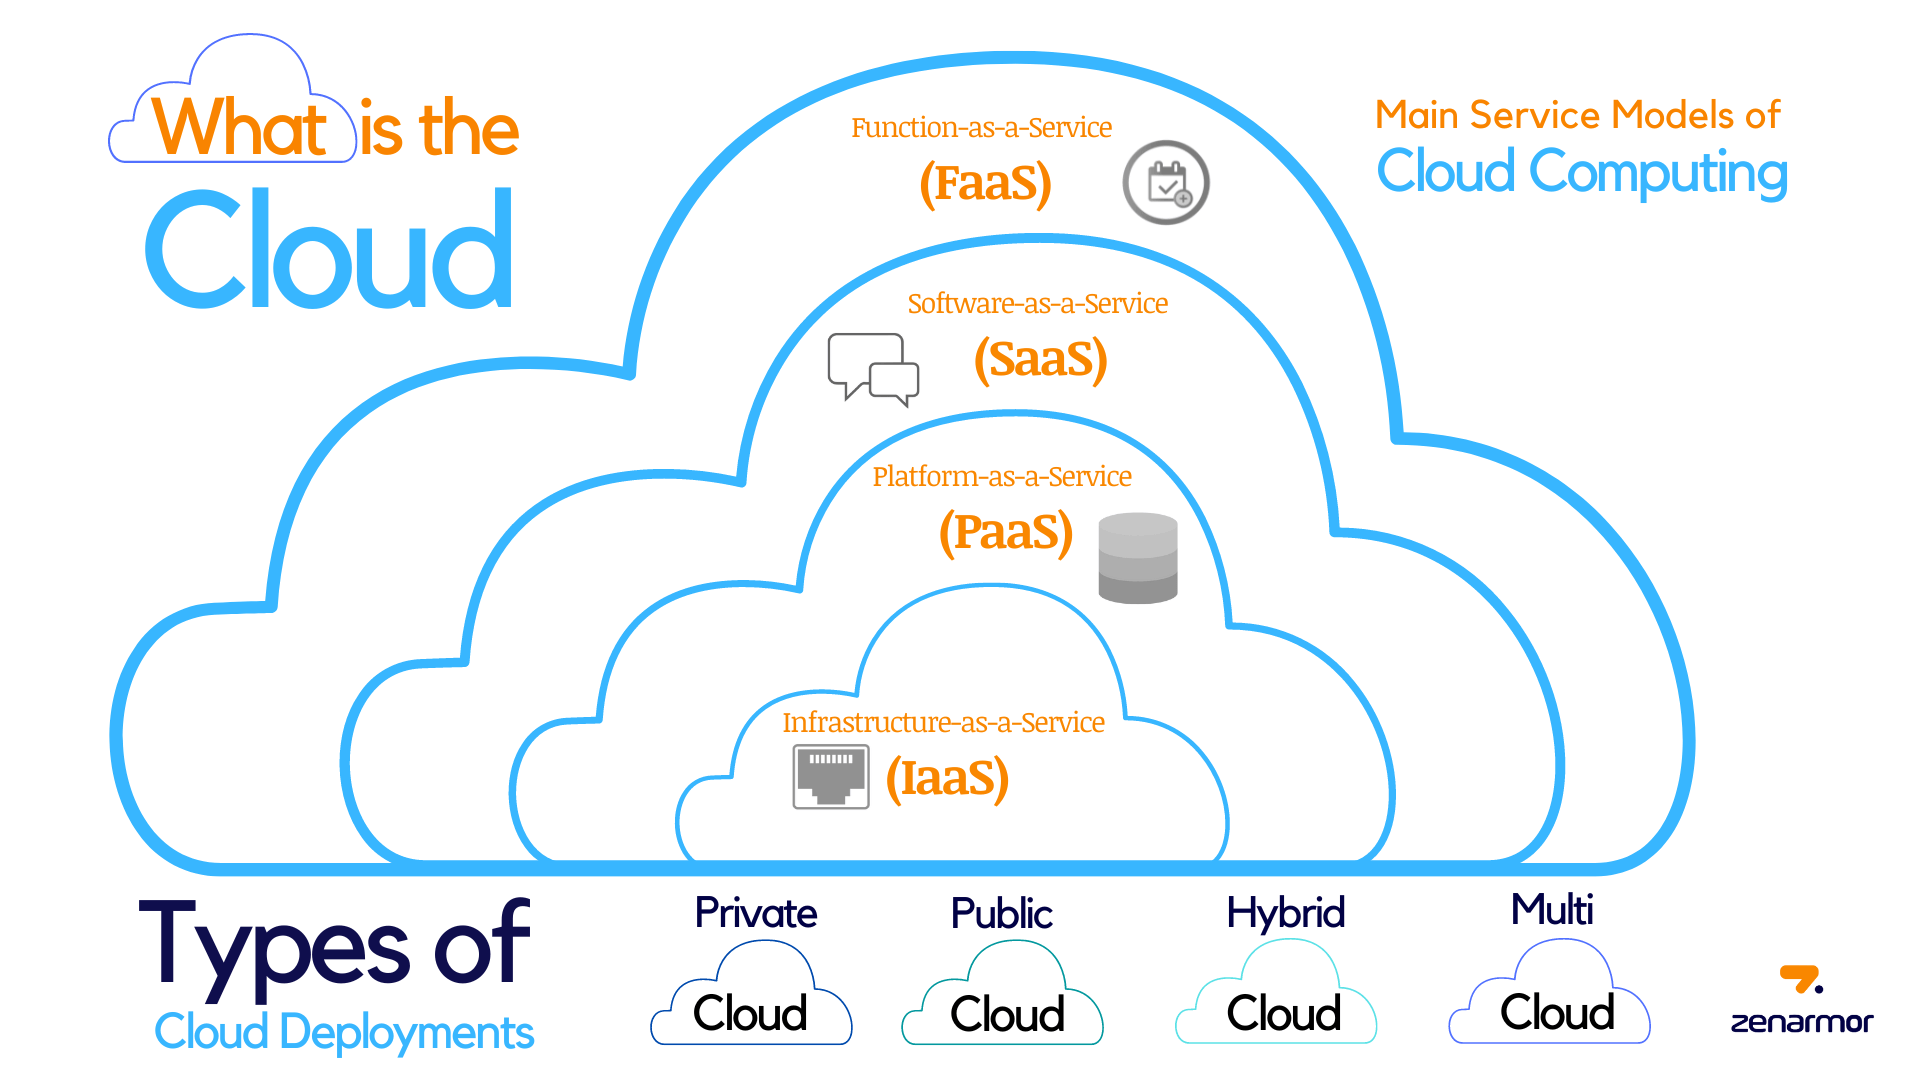 What is the
Cloud
Main Service Models of
Cloud Computing
Function-as-a-Service
(FaaS)
Software-as-a-Service
(SaaS)
Platform-as-a-Service
(PaaS)
Infrastructure-as-a-Service
(IaaS)
Types of
Cloud Deployments
Private
Cloud
Public
Cloud
Hybrid
Cloud
Multi
Cloud
zenarmor